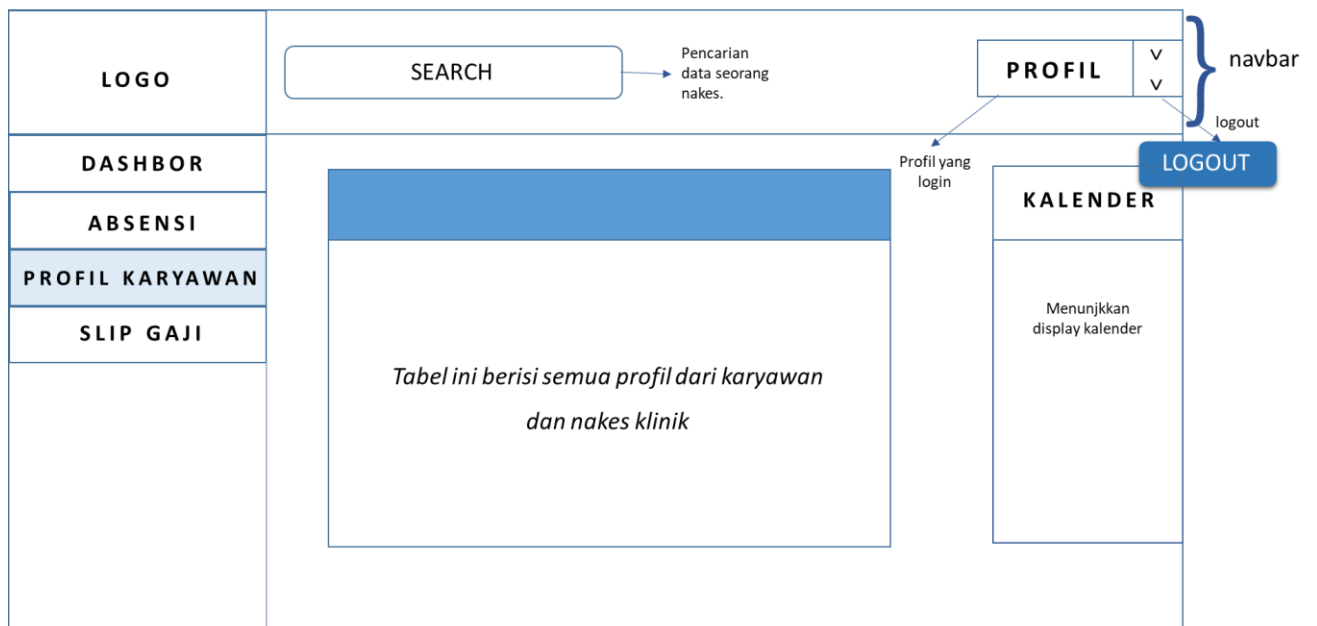 LOGO
SEARCH
Pencarian
data seorang
nakes.
PROFIL
V
V
navbar
logout
LOGOUT
Profil yang
login
DASHBOR
ABSENSI
PROFIL KARYAWAN
SLIP GAJI
Tabel ini berisi semua profil dari karyawan
dan nakes klinik
KALENDER
Menunjkkan
display kalender